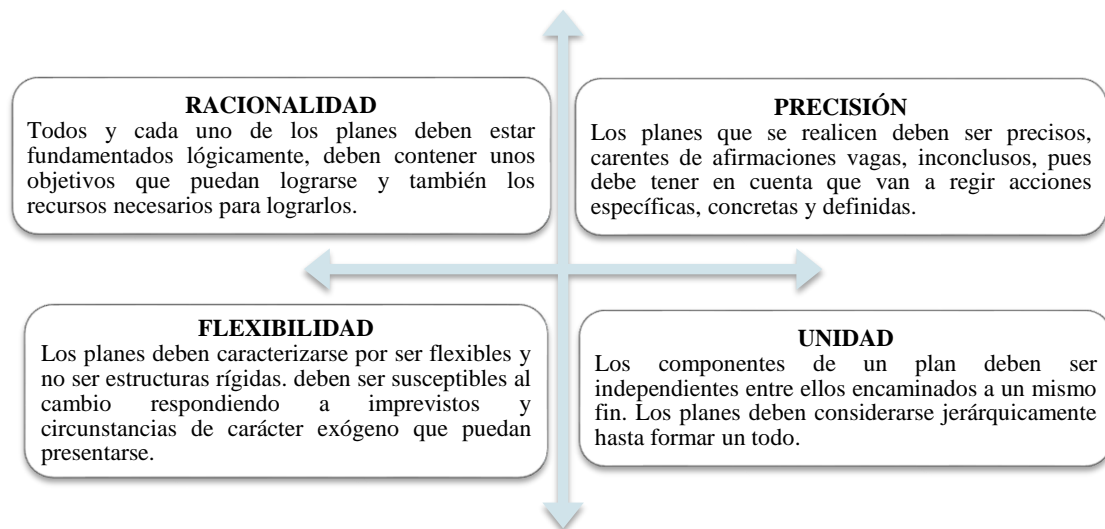 RACIONALIDAD
Todos y cada uno de los planes deben estar
fundamentados lógicamente, deben contener unos
objetivos que puedan lograrse y también los
recursos necesarios para lograrlos.
PRECISIÓN
Los planes que se realicen deben ser precisos,
carentes de afirmaciones vagas, inconclusos, pues
debe tener en cuenta que van a regir acciones
específicas, concretas y definidas.
FLEXIBILIDAD
Los planes deben caracterizarse por ser flexibles y
no ser estructuras rígidas. deben ser susceptibles al
cambio respondiendo a imprevistos y
circunstancias de carácter exógeno que puedan
presentarse.
UNIDAD
Los componentes de un plan deben ser
independientes entre ellos encaminados a un mismo
fin. Los planes deben considerarse jerárquicamente
hasta formar un todo.